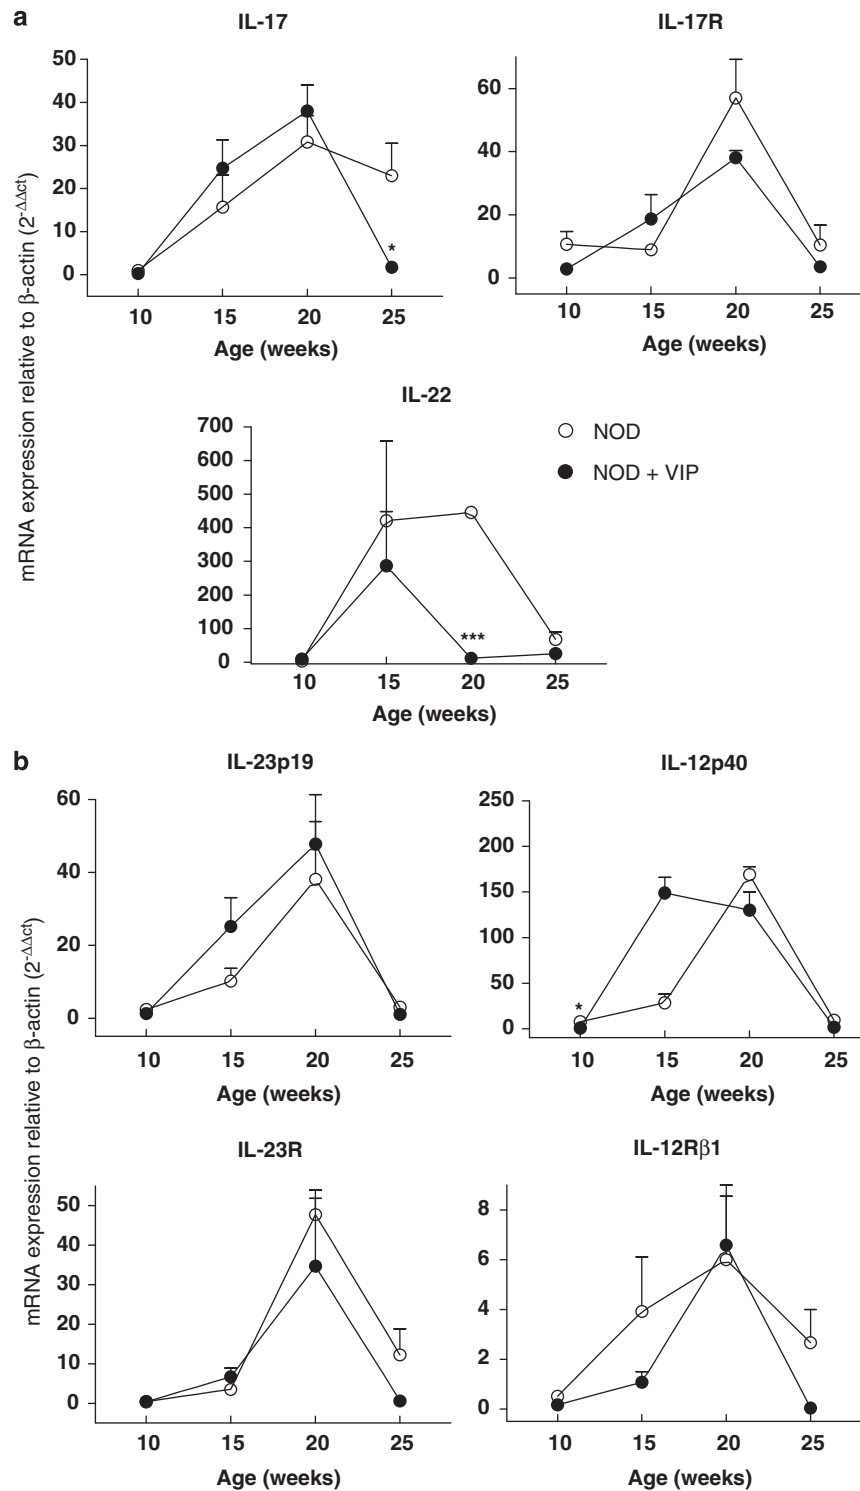 a
IL-17
IL-17R
mRNA expression relative to β-actin (2^-ΔΔct)
50
40
30
20
10
0
*
10 15 20 25
Age (weeks)
60
40
20
0
10 15 20 25
Age (weeks)
IL-22
700
600
500
400
300
200
100
0
***
10 15 20 25
Age (weeks)
NOD
NOD + VIP
b
IL-23p19
IL-12p40
mRNA expression relative to β-actin (2^-ΔΔct)
60
40
20
0
10 15 20 25
Age (weeks)
250
200
150
100
50
0
*
10 15 20 25
Age (weeks)
IL-23R
IL-12Rβ1
50
40
30
20
10
0
10 15 20 25
Age (weeks)
8
6
4
2
0
10 15 20 25
Age (weeks)